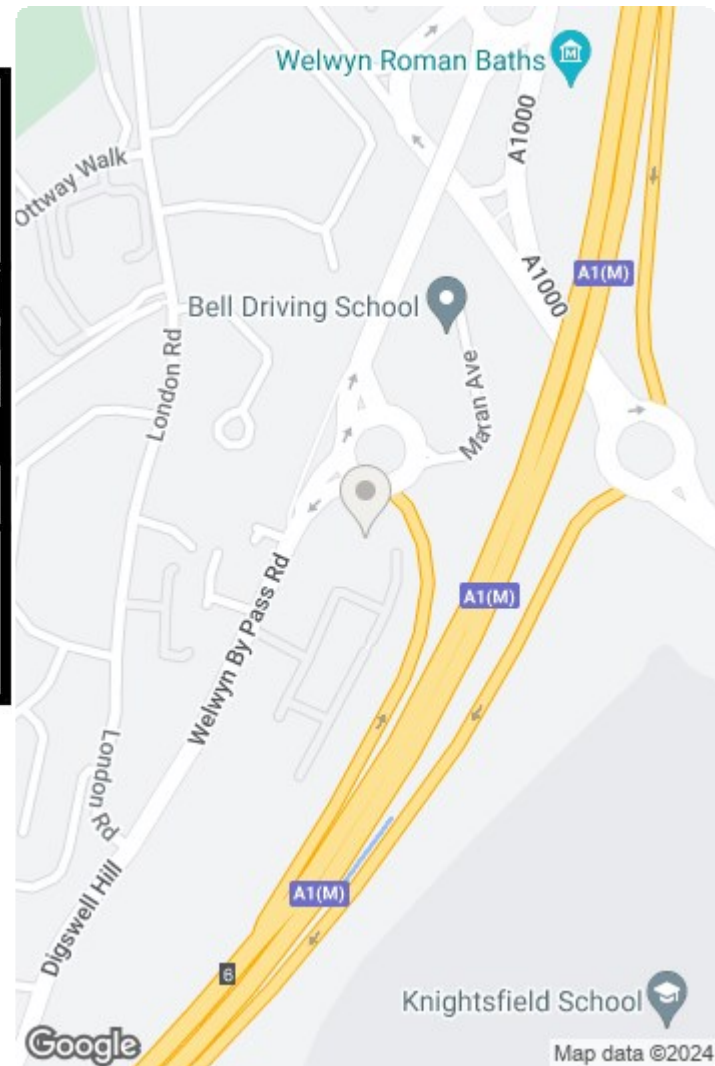 Welwyn Roman Baths
A1000
Ottway Walk
A1000
A1(M)
Bell Driving School
London Rd
Maran Ave
A1(M)
Welwyn By Pass Rd
London Rd
A1(M)
Digswell Hill
6
Knightsfield School
Google
Map data ©2024